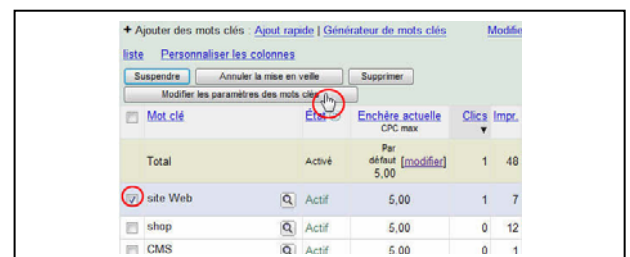 + Ajouter des mots clés : Ajout rapide | Générateur de mots clés Modifie
liste Personnaliser les colonnes
Suspendre Annuler la mise en veille Supprimer
Modifier les paramètres des mots clés
Mot clé État Enchère actuelle Clics Impr.
CPC max
Total Activé Par défaut [modifier] 1 48
5,00
site Web Actif 5,00 1 7
shop Actif 5,00 0 12
CMS Actif 5,00 0 1